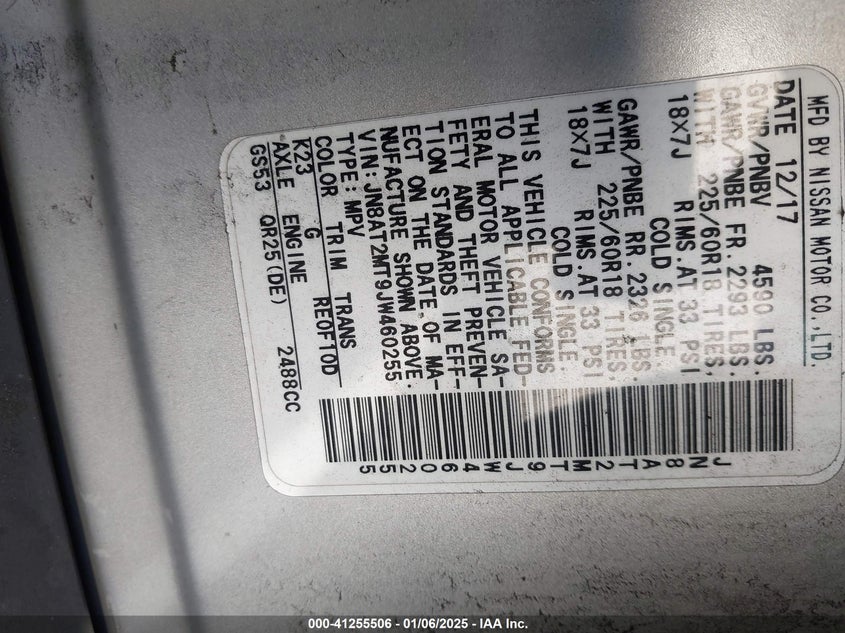 MFD BY NISSAN MOTOR CO.,LTD.
DATE 12/17
GVWR/PNBV 4590 LBS.
GAWR/PNBE FR. 2293 LBS.
WITH 225/60R18 TIRES,
18X7J RIMS.AT 33 PSI
COLD SINGLE.
GAWR/PNBE RR. 2326 LBS.
WITH 225/60R18 TIRES,
18X7J RIMS.AT 33 PSI
COLD SINGLE.
THIS VEHICLE CONFORMS
TO ALL APPLICABLE FED-
ERAL MOTOR VEHICLE SA-
FETY AND THEFT PREVEN-
TION STANDARDS IN EFF-
ECT ON THE DATE OF MA-
NUFACTURE SHOWN ABOVE.
VIN:JN8AT2MT9JW460255
TYPE:MPV
COLOR TRIM TRANS
K23 G RE0F10D
AXLE ENGINE
GS53 QR25(DE) 2488CC
JN8AT2MT9JW460255
000-41255506 - 01/06/2025 - IAA Inc.